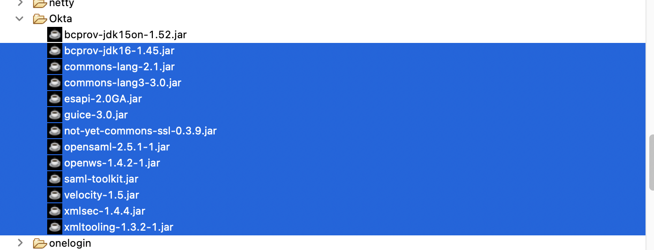 netty
Okta
bcprov-jdk15on-1.52.jar
bcprov-jdk16-1.45.jar
commons-lang-2.1.jar
commons-lang3-3.0.jar
esapi-2.0GA.jar
guice-3.0.jar
not-yet-commons-ssl-0.3.9.jar
opensaml-2.5.1-1.jar
openws-1.4.2-1.jar
saml-toolkit.jar
velocity-1.5.jar
xmlsec-1.4.4.jar
xmltooling-1.3.2-1.jar
onelogin